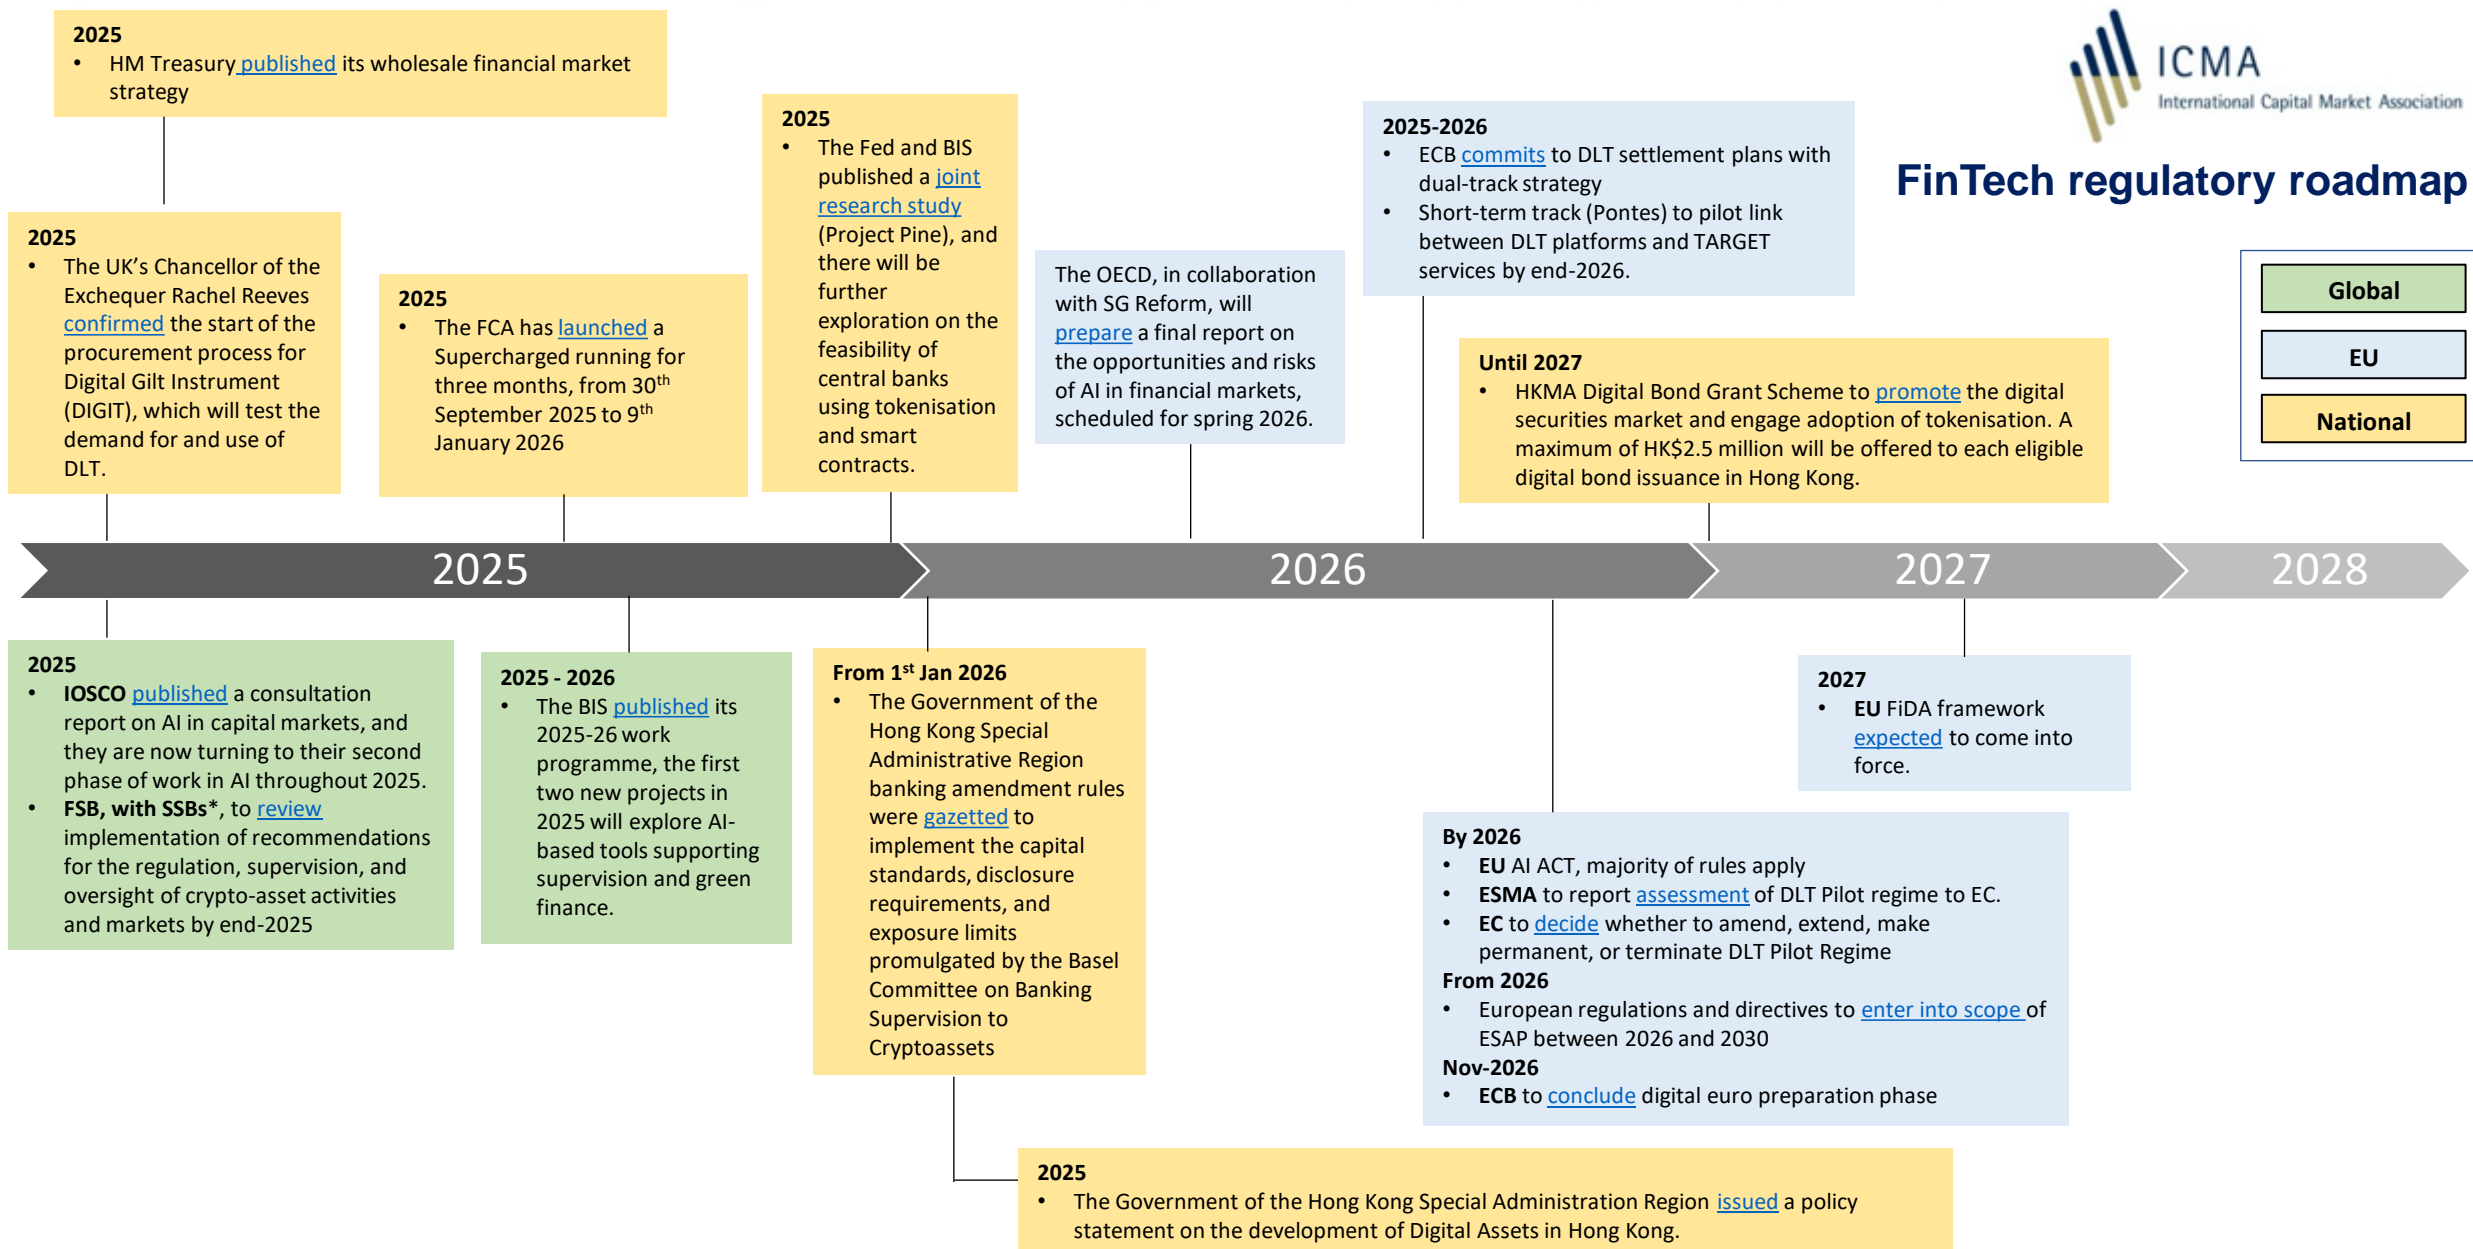 2025
• HM Treasury published its wholesale financial market
strategy
ICMA
International Capital Market Association
FinTech regulatory roadmap
2025
• The UK's Chancellor of the
Exchequer Rachel Reeves
confirmed the start of the
procurement process for
Digital Gilt Instrument
(DIGIT), which will test the
demand for and use of
DLT.
2025
• The FCA has launched a
Supercharged running for
three months, from 30th
September 2025 to 9th
January 2026
2025
• The Fed and BIS
published a joint
research study
(Project Pine), and
there will be
further
exploration on the
feasibility of
central banks
using tokenisation
and smart
contracts.
The OECD, in collaboration
with SG Reform, will
prepare a final report on
the opportunities and risks
of AI in financial markets,
scheduled for spring 2026.
2025-2026
• ECB commits to DLT settlement plans with
dual-track strategy
• Short-term track (Pontes) to pilot link
between DLT platforms and TARGET
services by end-2026.
Until 2027
• HKMA Digital Bond Grant Scheme to promote the digital
securities market and engage adoption of tokenisation. A
maximum of HK$2.5 million will be offered to each eligible
digital bond issuance in Hong Kong.
Global
EU
National
2025
2026
2027
2028
2025
• IOSCO published a consultation
report on AI in capital markets, and
they are now turning to their second
phase of work in AI throughout 2025.
• FSB, with SSBs*, to review
implementation of recommendations
for the regulation, supervision, and
oversight of crypto-asset activities
and markets by end-2025
2025 - 2026
• The BIS published its
2025-26 work
programme, the first
two new projects in
2025 will explore AI-
based tools supporting
supervision and green
finance.
From 1st Jan 2026
• The Government of the
Hong Kong Special
Administrative Region
banking amendment rules
were gazetted to
implement the capital
standards, disclosure
requirements, and
exposure limits
promulgated by the Basel
Committee on Banking
Supervision to
Cryptoassets
2027
• EU FiDA framework
expected to come into
force.
By 2026
• EU AI ACT, majority of rules apply
• ESMA to report assessment of DLT Pilot regime to EC.
• EC to decide whether to amend, extend, make
permanent, or terminate DLT Pilot Regime
From 2026
• European regulations and directives to enter into scope of
ESAP between 2026 and 2030
Nov-2026
• ECB to conclude digital euro preparation phase
2025
• The Government of the Hong Kong Special Administration Region issued a policy
statement on the development of Digital Assets in Hong Kong.